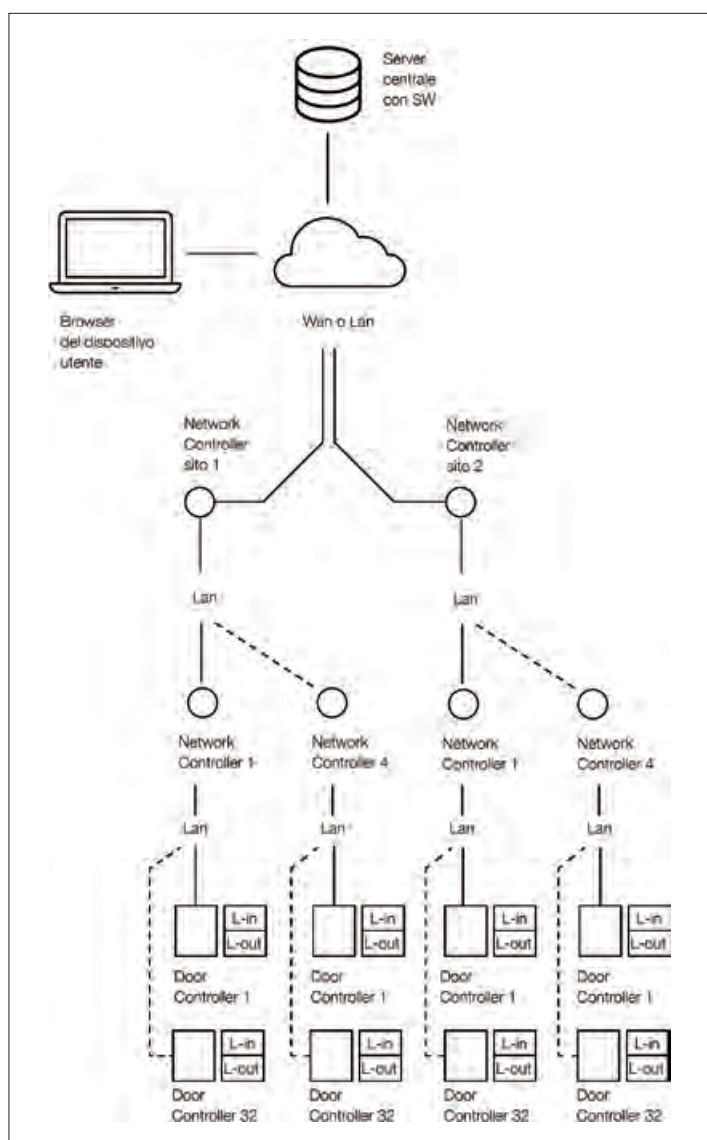 Server
centrale
con SW
Browser
del dispositivo
utente
Wan o Lan
Network
Controller
sito 1
Network
Controller
sito 2
Lan
Lan
Network
Controller 1
Network
Controller 4
Network
Controller 1
Network
Controller 4
Lan
Lan
Lan
Lan
L-in
L-out
L-in
L-out
L-in
L-out
L-in
L-out
Door
Controller 1
Door
Controller 1
Door
Controller 1
Door
Controller 1
L-in
L-out
L-in
L-out
L-in
L-out
L-in
L-out
Door
Controller 32
Door
Controller 32
Door
Controller 32
Door
Controller 32